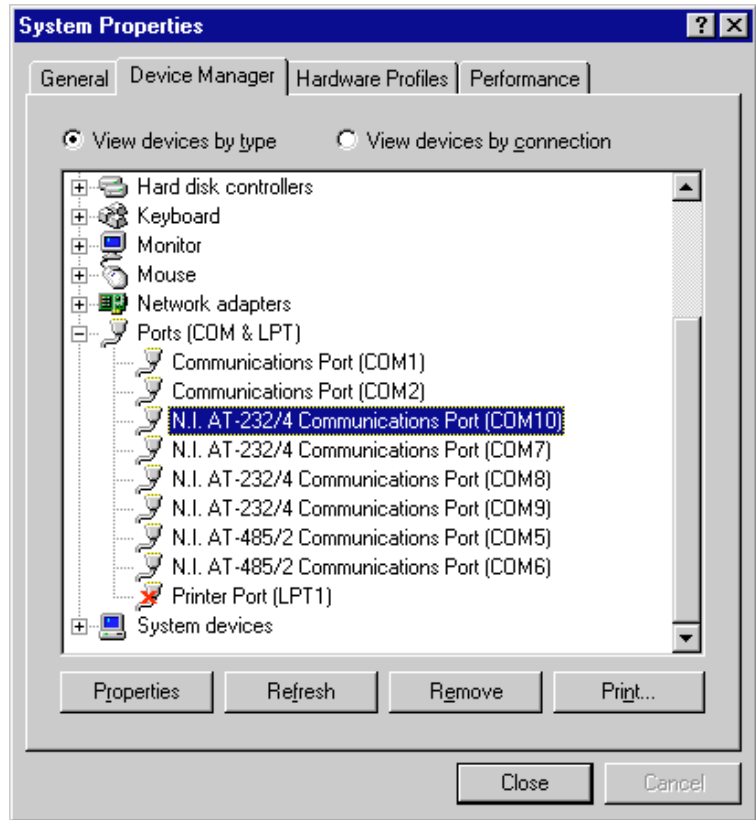 System Properties
General Device Manager Hardware Profiles Performance
View devices by type View devices by connection
Hard disk controllers
Keyboard
Monitor
Mouse
Network adapters
Ports (COM & LPT)
Communications Port (COM1)
Communications Port (COM2)
N.I. AT-232/4 Communications Port (COM10)
N.I. AT-232/4 Communications Port (COM7)
N.I. AT-232/4 Communications Port (COM8)
N.I. AT-232/4 Communications Port (COM9)
N.I. AT-485/2 Communications Port (COM5)
N.I. AT-485/2 Communications Port (COM6)
Printer Port (LPT1)
System devices
Properties Refresh Remove Print...
Close Cancel